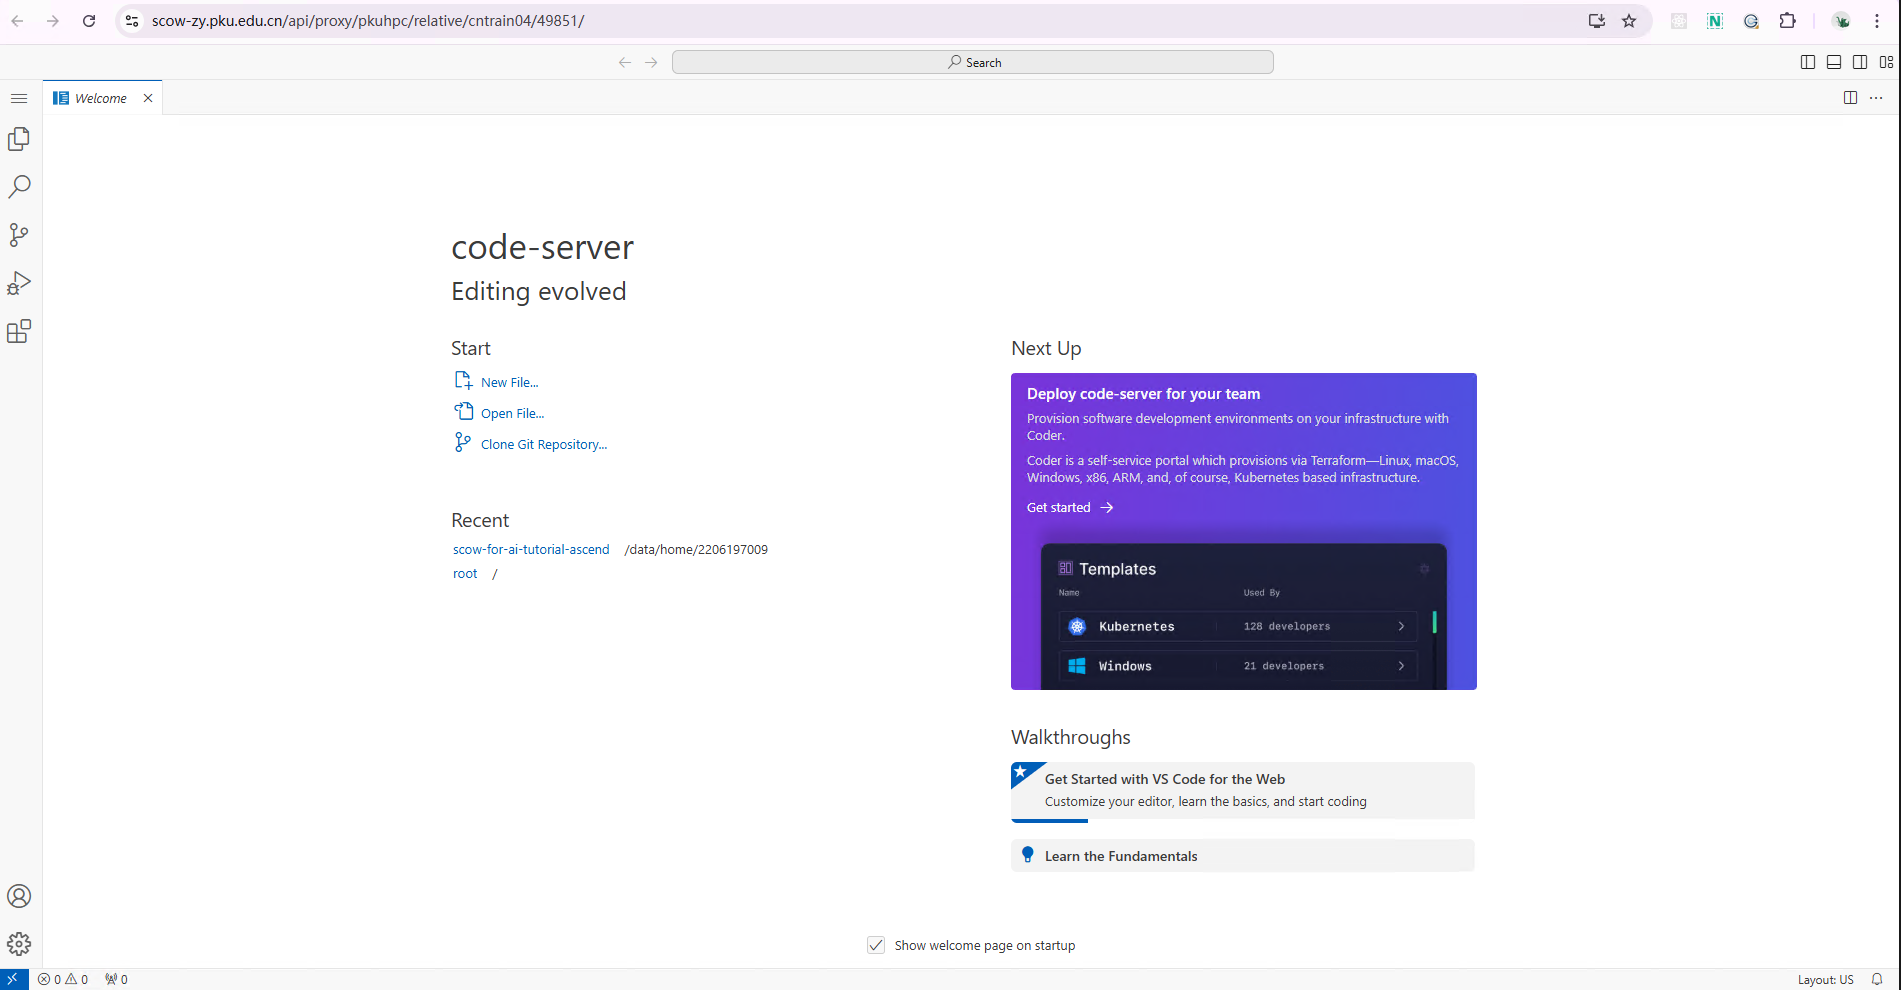 scow-zy.pku.edu.cn/api/proxy/pkuhpc/relative/cntrain04/49851/
Search
Welcome
code-server
Editing evolved
Start
New File...
Open File...
Clone Git Repository...
Recent
scow-for-ai-tutorial-ascend /data/home/2206197009
root /
Next Up
Deploy code-server for your team
Provision software development environments on your infrastructure with
Coder.
Coder is a self-service portal which provisions via Terraform—Linux, macOS,
Windows, x86, ARM, and, of course, Kubernetes based infrastructure.
Get started
Templates
Name Used By
Kubernetes 128 developers
Windows 21 developers
Walkthroughs
Get Started with VS Code for the Web
Customize your editor, learn the basics, and start coding
Learn the Fundamentals
Show welcome page on startup
0 0 0
Layout: US